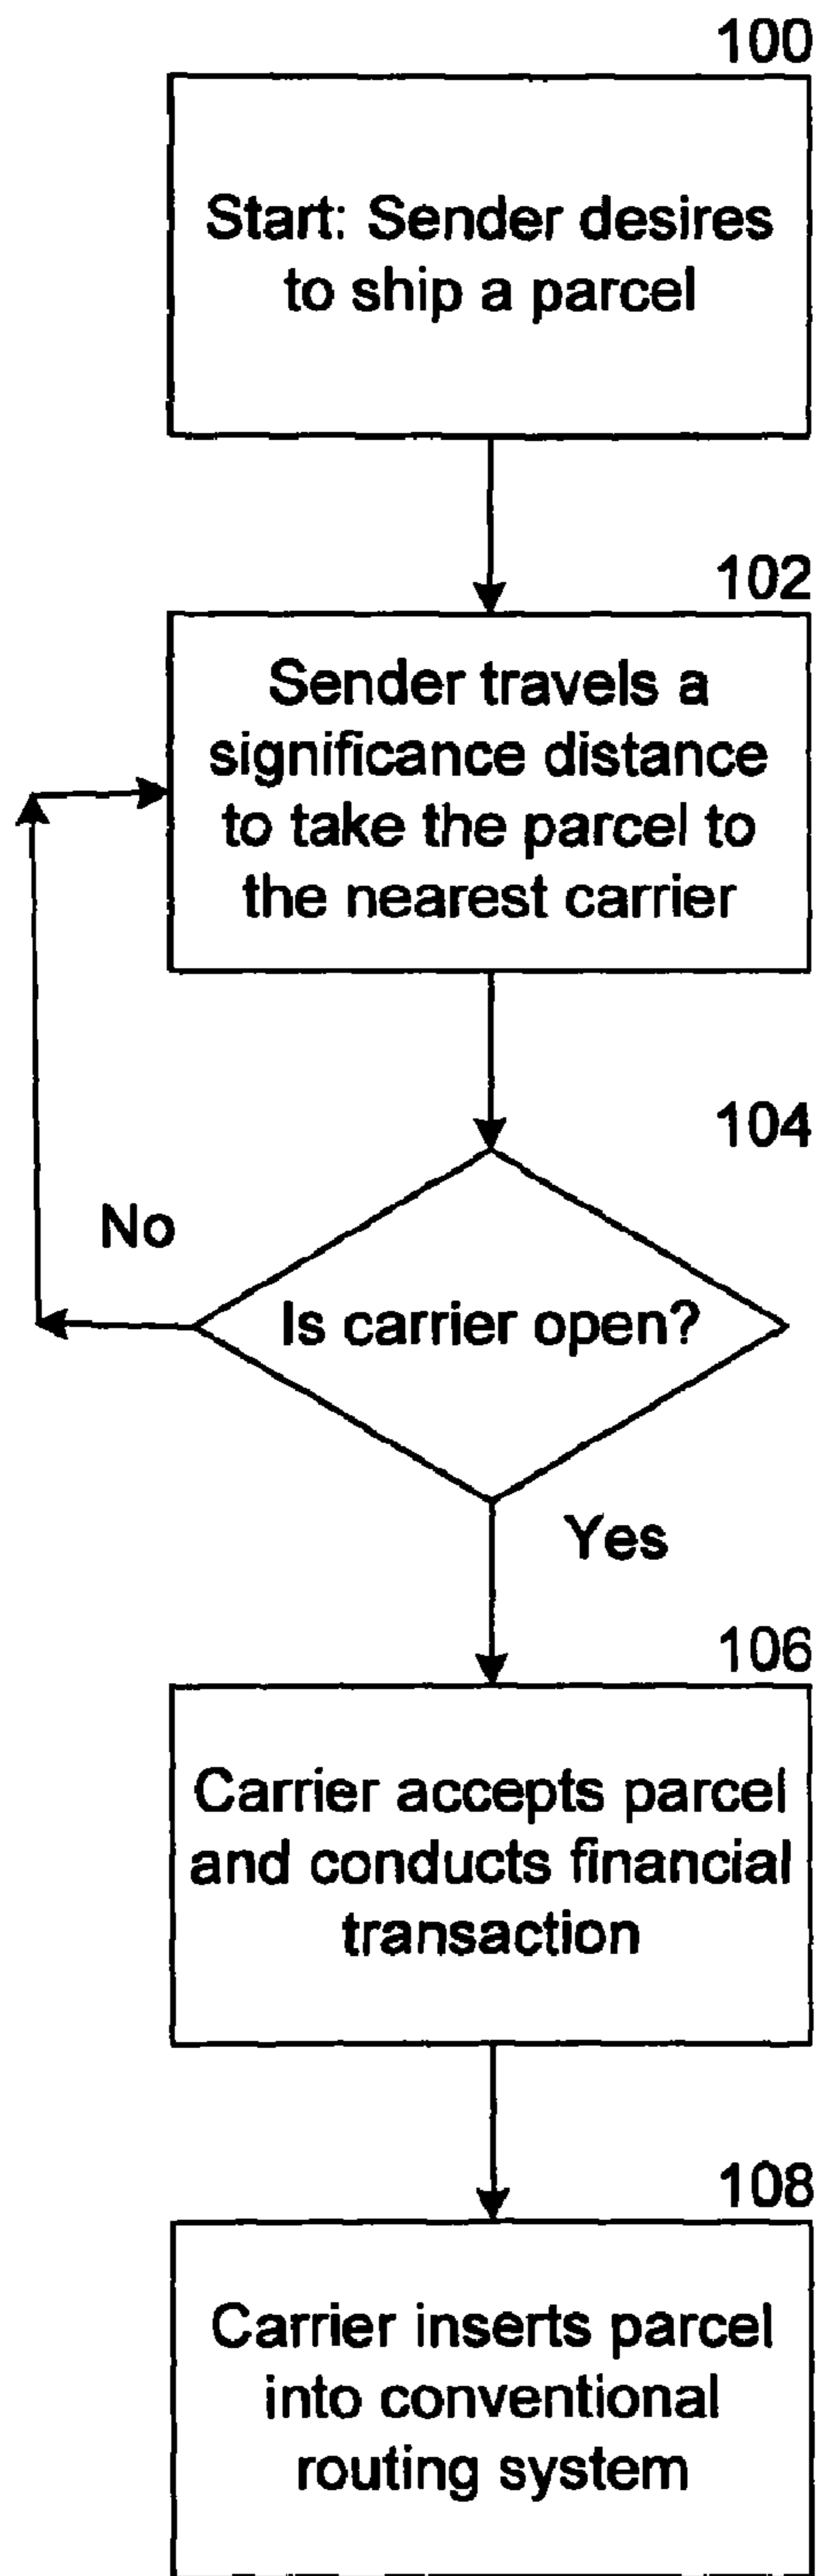 100
Start: Sender desires
to ship a parcel
102
Sender travels a
significance distance
to take the parcel to
the nearest carrier
104
No
Is carrier open?
Yes
106
Carrier accepts parcel
and conducts financial
transaction
108
Carrier inserts parcel
into conventional
routing system